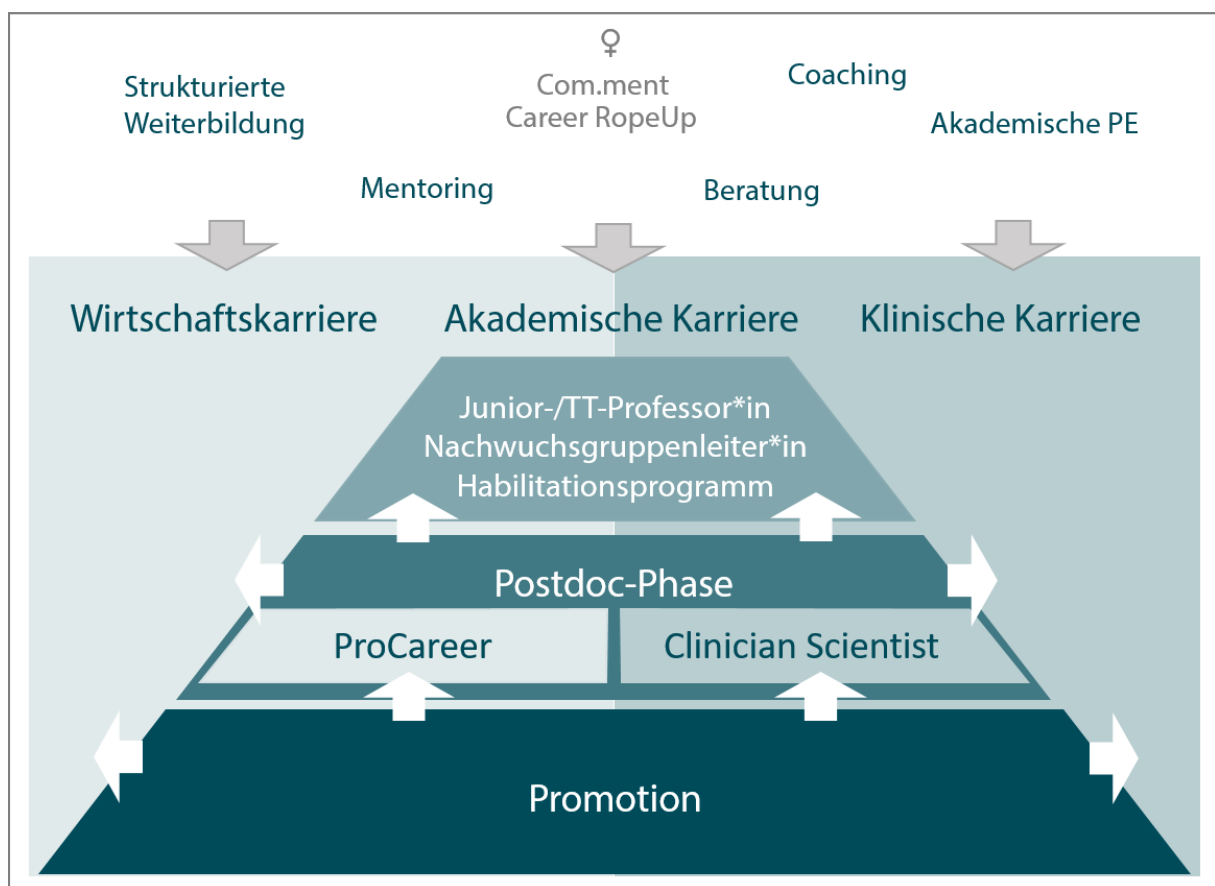 ♀
Com.ment
Career RopeUp
Strukturierte
Weiterbildung
Coaching
Akademische PE
Mentoring
Beratung
Wirtschaftskarriere
Akademische Karriere
Klinische Karriere
Junior-/TT-Professor*in
Nachwuchsgruppenleiter*in
Habilitationsprogramm
Postdoc-Phase
ProCareer
Clinician Scientist
Promotion